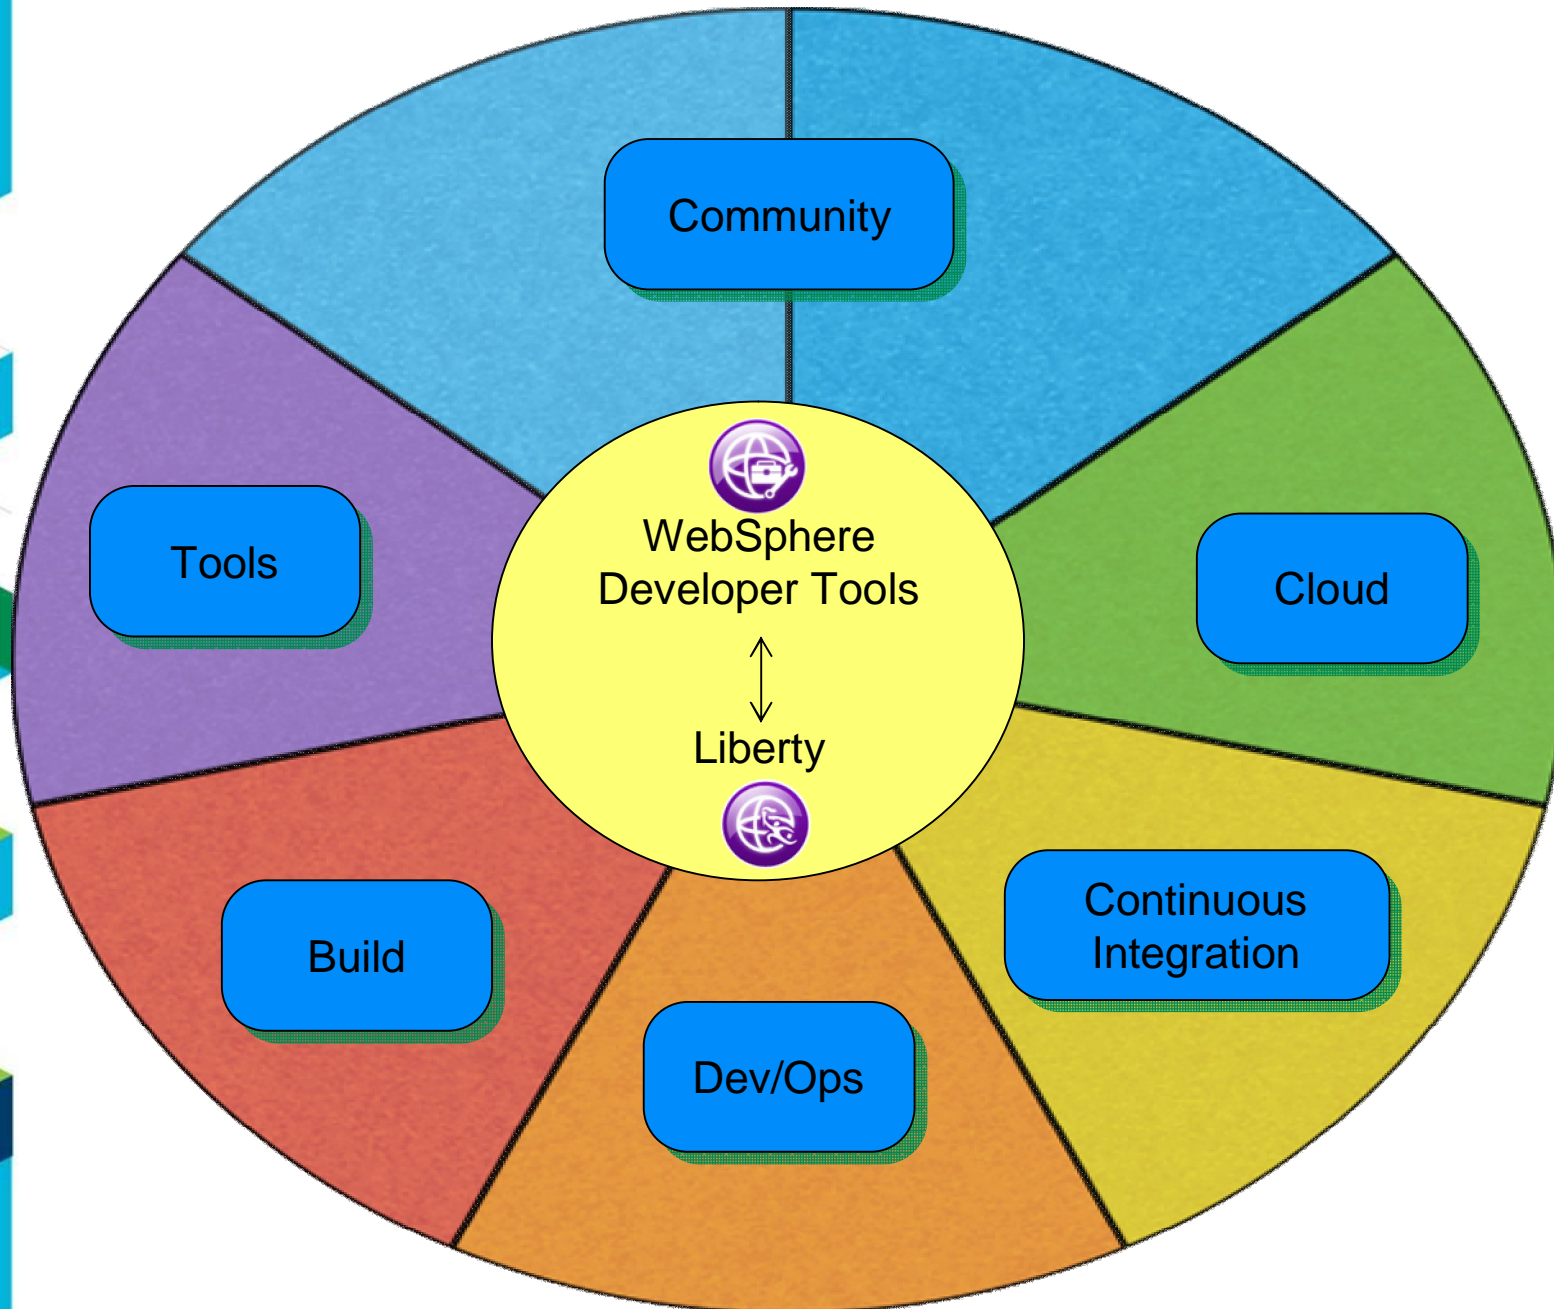 Community
WebSphere
Developer Tools
Tools
Cloud
Liberty
Continuous
Integration
Build
Dev/Ops